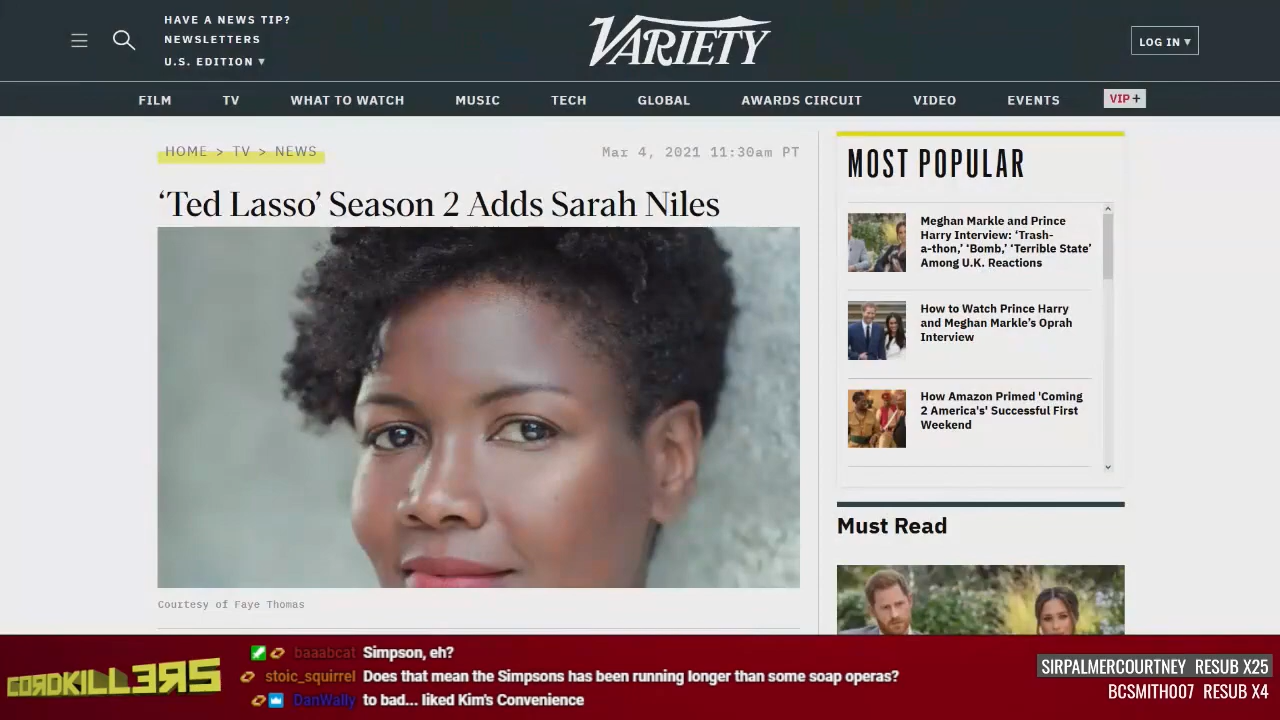 HAVE A NEWS TIP?
NEWSLETTERS
U.S. EDITION ▾
VARIETY
LOG IN ▾
FILM TV WHAT TO WATCH MUSIC TECH GLOBAL AWARDS CIRCUIT VIDEO EVENTS VIP+
HOME > TV > NEWS
Mar 4, 2021 11:30am PT
‘Ted Lasso’ Season 2 Adds Sarah Niles
Courtesy of Faye Thomas
MOST POPULAR
Meghan Markle and Prince
Harry Interview: ‘Trash-
a-thon,’ ‘Bomb,’ ‘Terrible State’
Among U.K. Reactions
How to Watch Prince Harry
and Meghan Markle’s Oprah
Interview
How Amazon Primed 'Coming
2 America's' Successful First
Weekend
Must Read
CORDKILLERS
baaabcat Simpson, eh?
stoic_squirrel Does that mean the Simpsons has been running longer than some soap operas?
DanWally to bad... liked Kim's Convenience
SIRPALMERCOURTNEY RESUB X25
BCSMITH007 RESUB X4